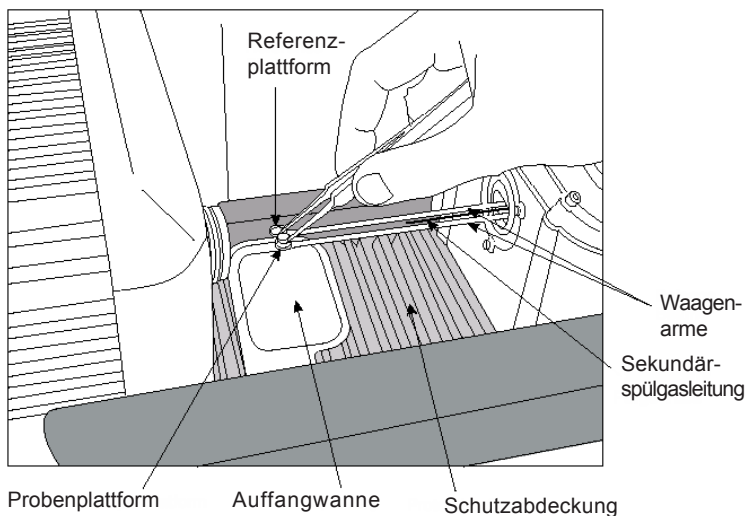 Referenz-
plattform
Waagen-
arme
Sekundär-
spülgasleitung
Probenplattform
Auffangwanne
Schutzabdeckung